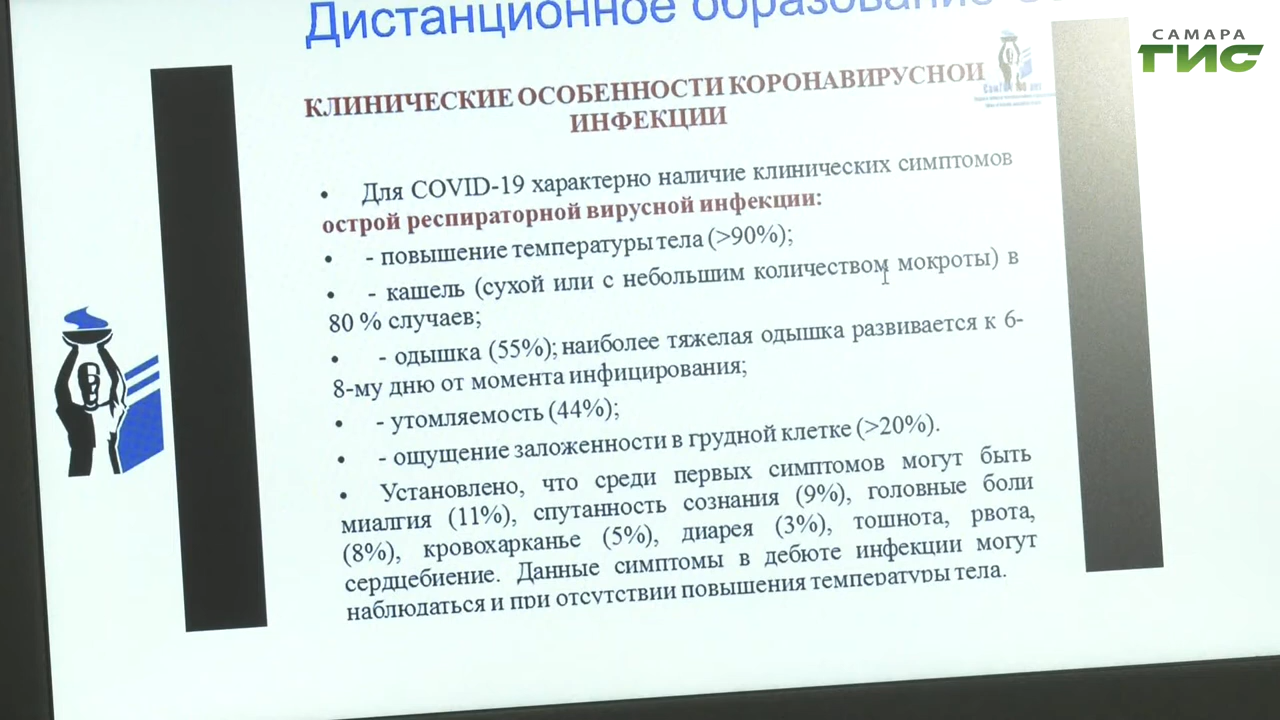 Дистанционное образование
САМАРА
ГИС
КЛИНИЧЕСКИЕ ОСОБЕННОСТИ КОРОНАВИРУСНОЙ
ИНФЕКЦИИ
• Для COVID-19 характерно наличие клинических симптомов
острой респираторной вирусной инфекции:
• - повышение температуры тела (>90%);
• - кашель (сухой или с небольшим количеством мокроты) в
80 % случаев;
• - одышка (55%); наиболее тяжелая одышка развивается к 6-
8-му дню от момента инфицирования;
• - утомляемость (44%);
• - ощущение заложенности в грудной клетке (>20%).
• Установлено, что среди первых симптомов могут быть
миалгия (11%), спутанность сознания (9%), головные боли
(8%), кровохарканье (5%), диарея (3%), тошнота, рвота,
сердцебиение. Данные симптомы в дебюте инфекции могут
наблюдаться и при отсутствии повышения температуры тела.